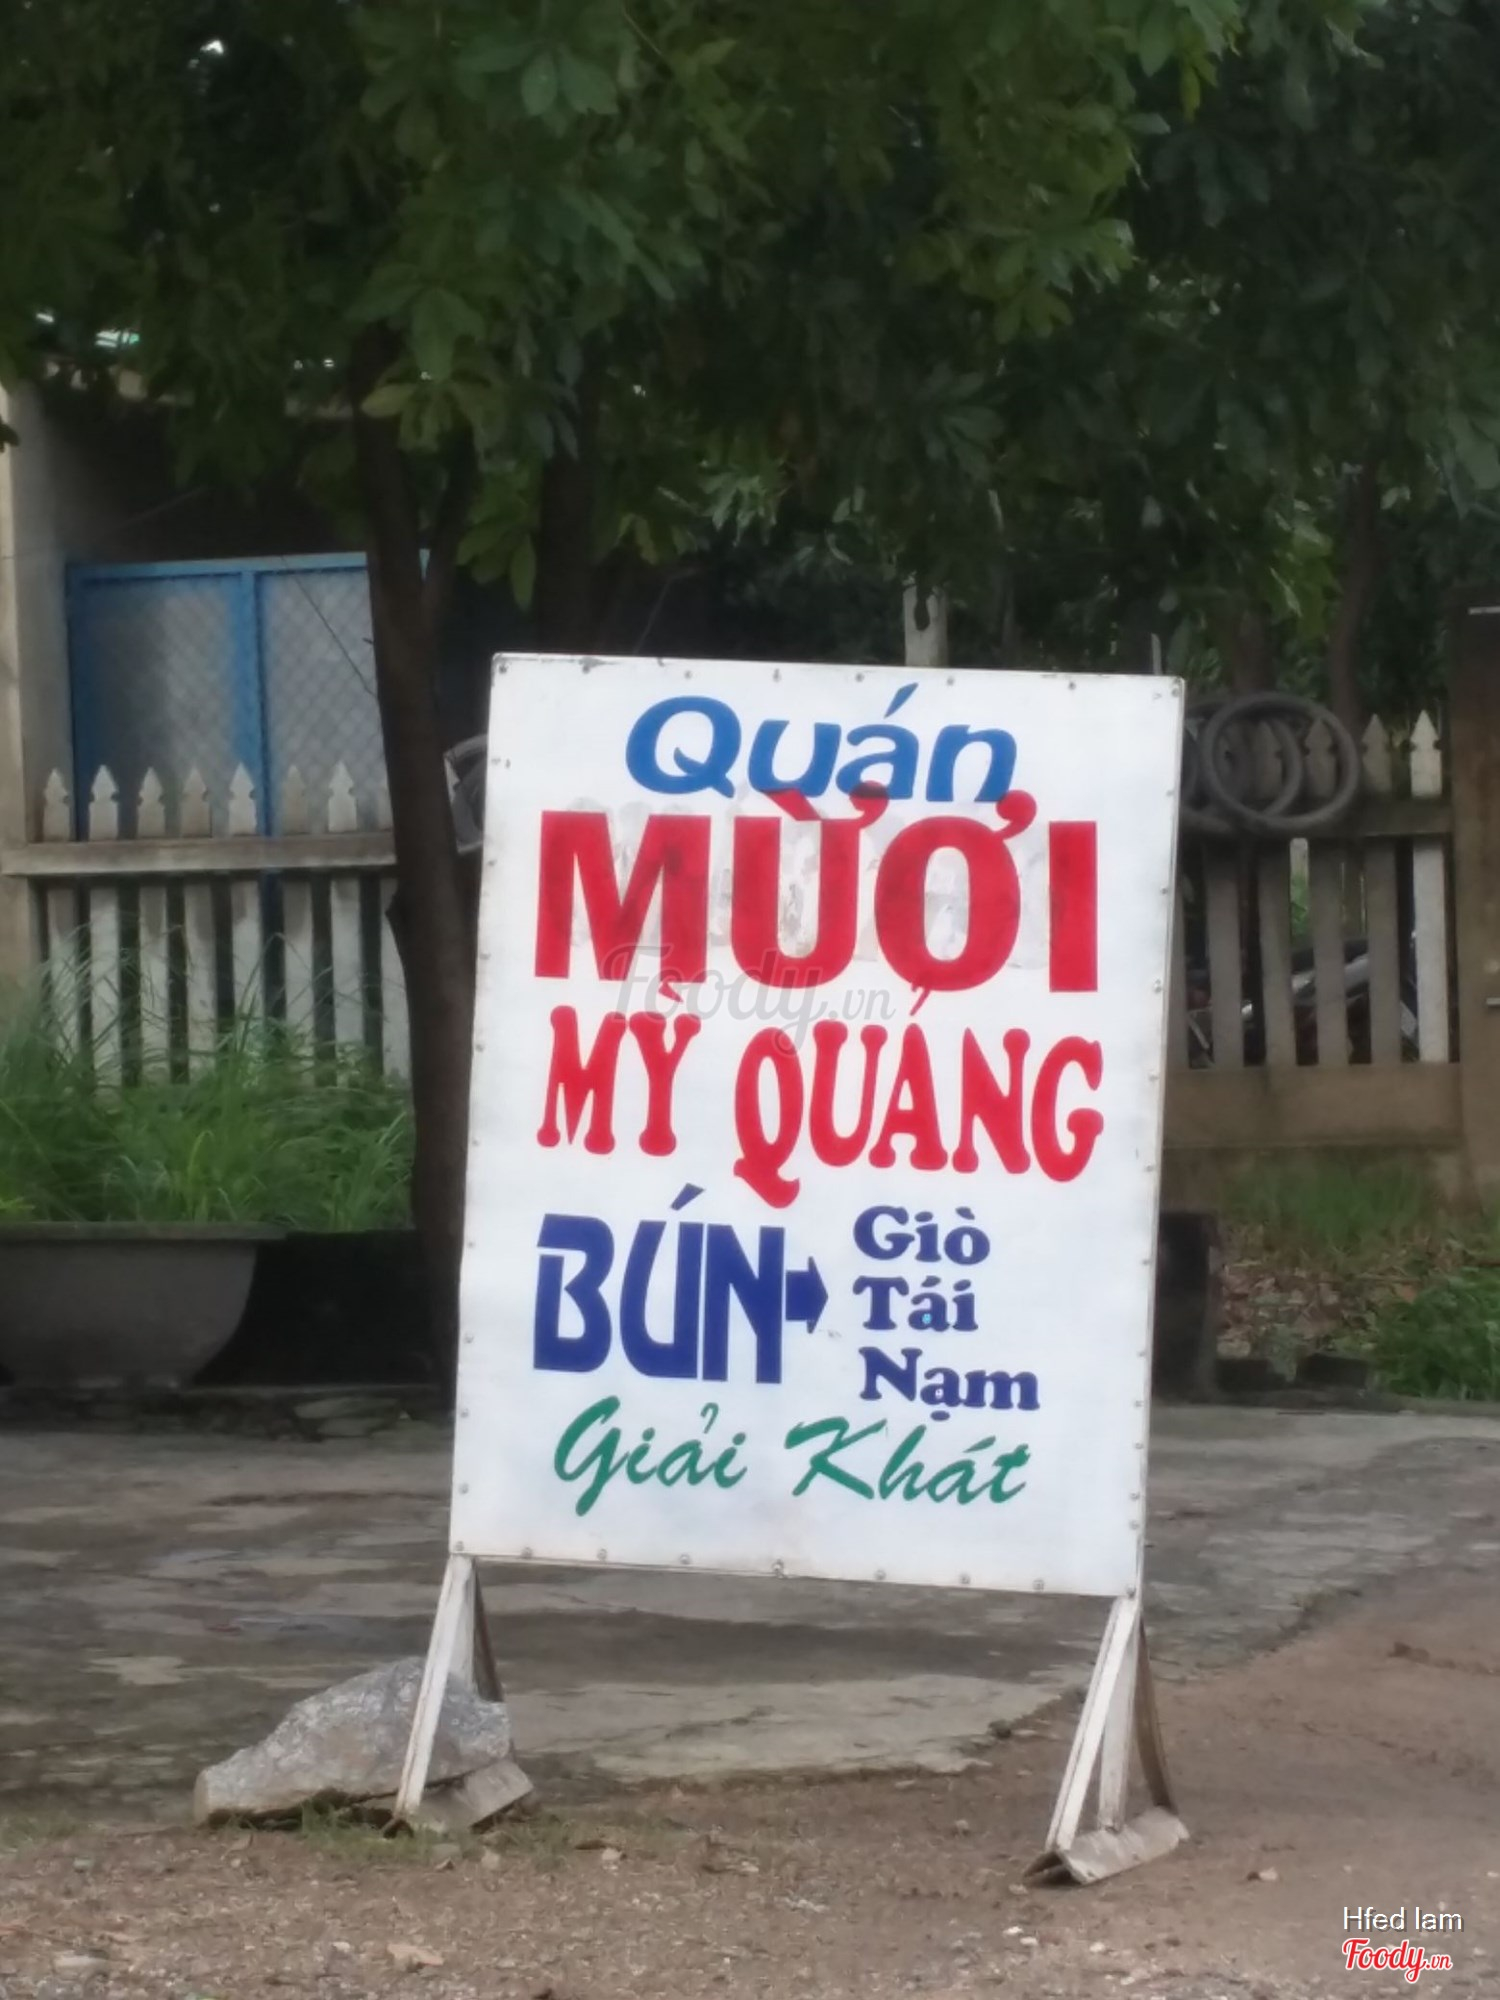 Quán
MƯỜI
MỲ QUẢNG
BÚN → Giò
Tái
Nạm
Giải Khát
Foody.vn
Hfed lam
Foody.vn